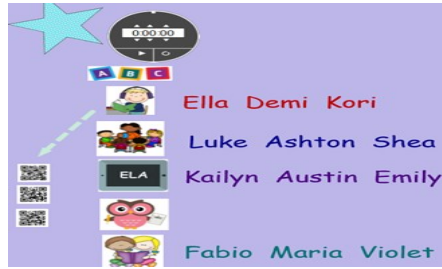 0:00:00
A B C
Ella Demi Kori
Luke Ashton Shea
ELA
Kailyn Austin Emily
Fabio Maria Violet